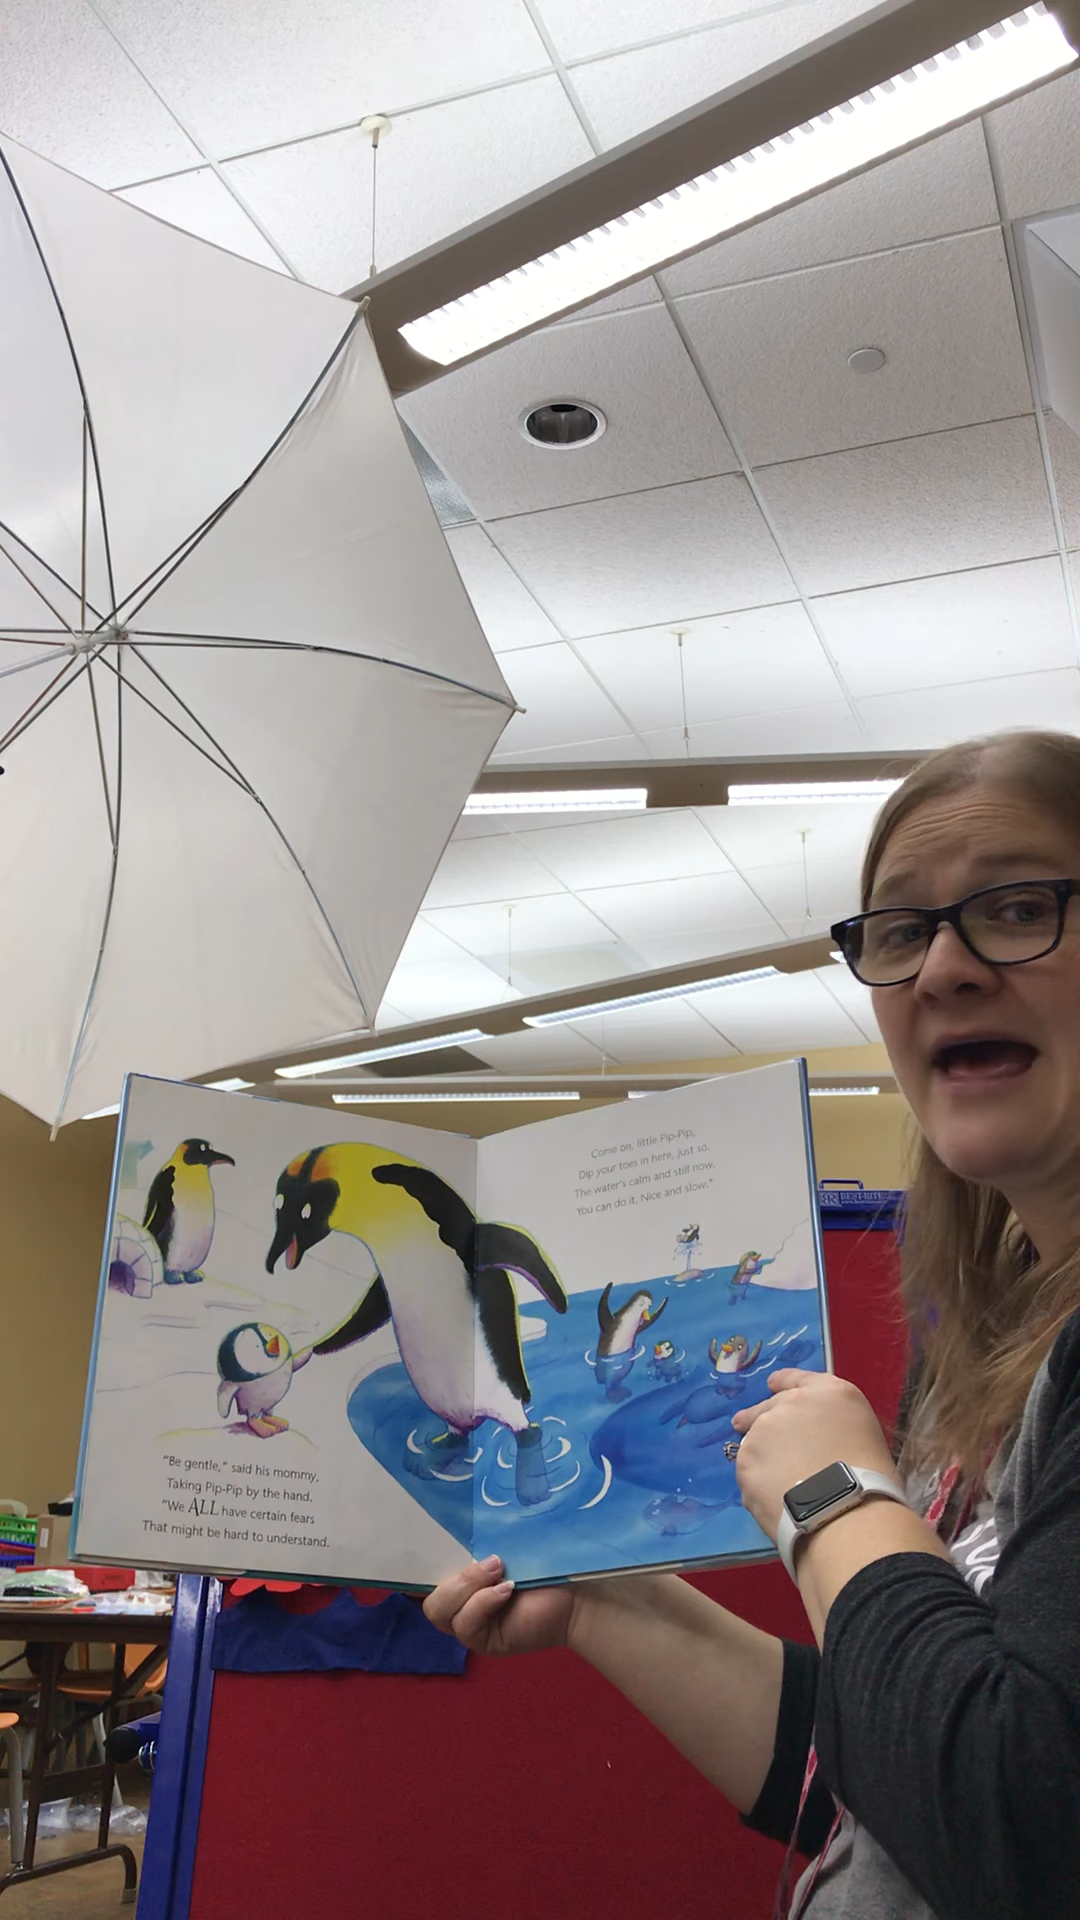 "Be gentle," said his mommy,
Taking Pip-Pip by the hand.
"We ALL have certain fears
That might be hard to understand.
Come on, little Pip-Pip,
Dip your toes in here, just so.
The water's calm and still now.
You can do it. Nice and slow."
BEST-RITE